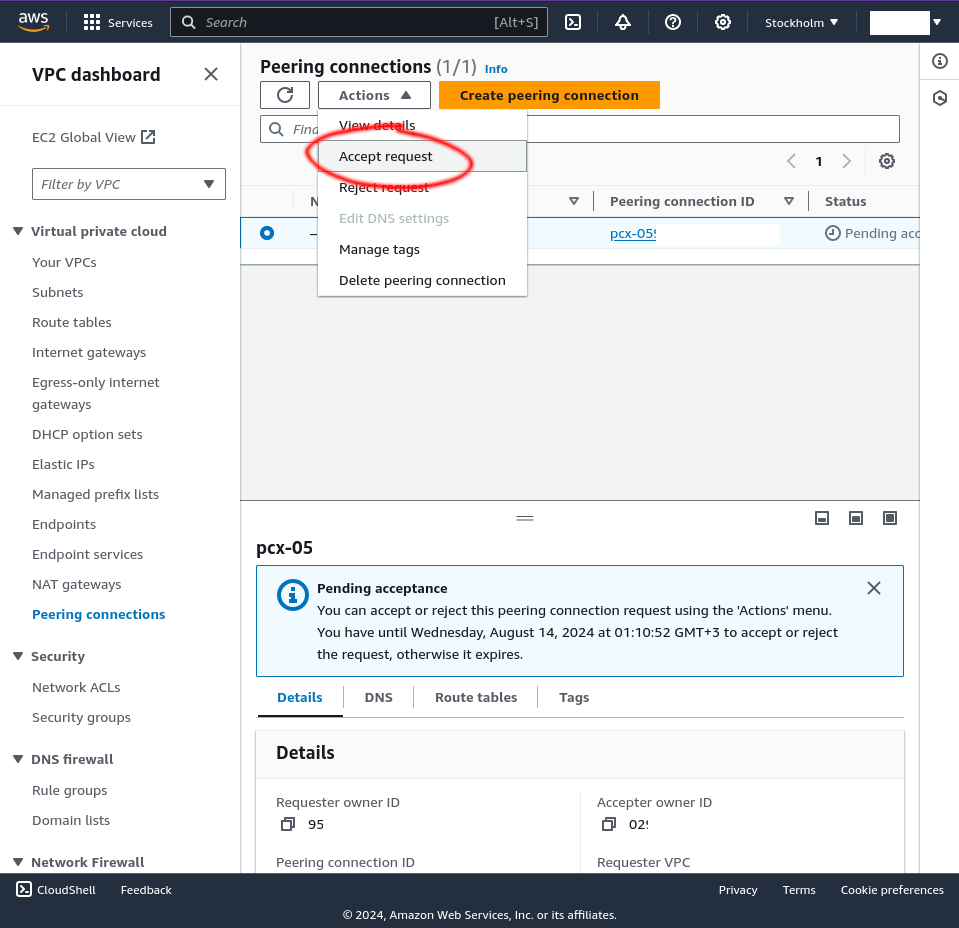 aws
Services
Search
[Alt+S]
Stockholm
VPC dashboard
EC2 Global View
Filter by VPC
Virtual private cloud
Your VPCs
Subnets
Route tables
Internet gateways
Egress-only internet
gateways
DHCP option sets
Elastic IPs
Managed prefix lists
Endpoints
Endpoint services
NAT gateways
Peering connections
Security
Network ACLs
Security groups
DNS firewall
Rule groups
Domain lists
Network Firewall
Peering connections (1/1) Info
Actions
Create peering connection
View details
Accept request
Reject request
Edit DNS settings
Manage tags
Delete peering connection
1
Peering connection ID
Status
–
pcx-05
Pending
pcx-05
Pending acceptance
You can accept or reject this peering connection request using the 'Actions' menu.
You have until Wednesday, August 14, 2024 at 01:10:52 GMT+3 to accept or reject
the request, otherwise it expires.
Details
DNS
Route tables
Tags
Details
Requester owner ID
95
Accepter owner ID
02
Peering connection ID
Requester VPC
CloudShell
Feedback
Privacy
Terms
Cookie preferences
© 2024, Amazon Web Services, Inc. or its affiliates.